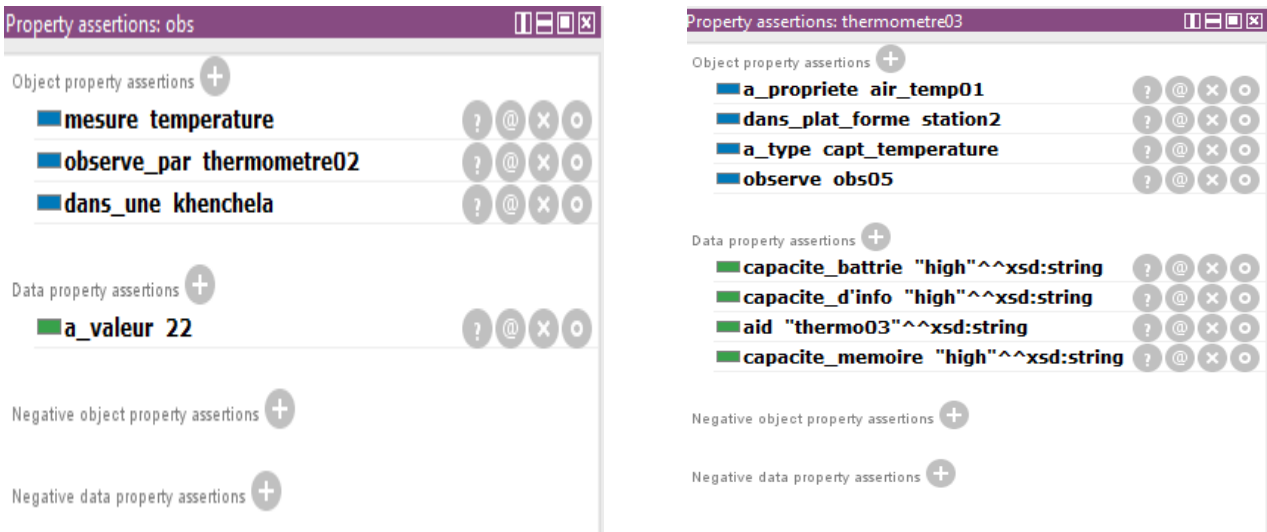 Property assertions: obs
Object property assertions
mesure temperature
observe_par thermometre02
dans_une khenchela
Data property assertions
a_valeur 22
Negative object property assertions
Negative data property assertions
Property assertions: thermometre03
Object property assertions
a_propriete air_temp01
dans_plat_forme station2
a_type capt_temperature
observe obs05
Data property assertions
capacite_battrie "high"^^xsd:string
capacite_d'info "high"^^xsd:string
aid "thermo03"^^xsd:string
capacite_memoire "high"^^xsd:string
Negative object property assertions
Negative data property assertions